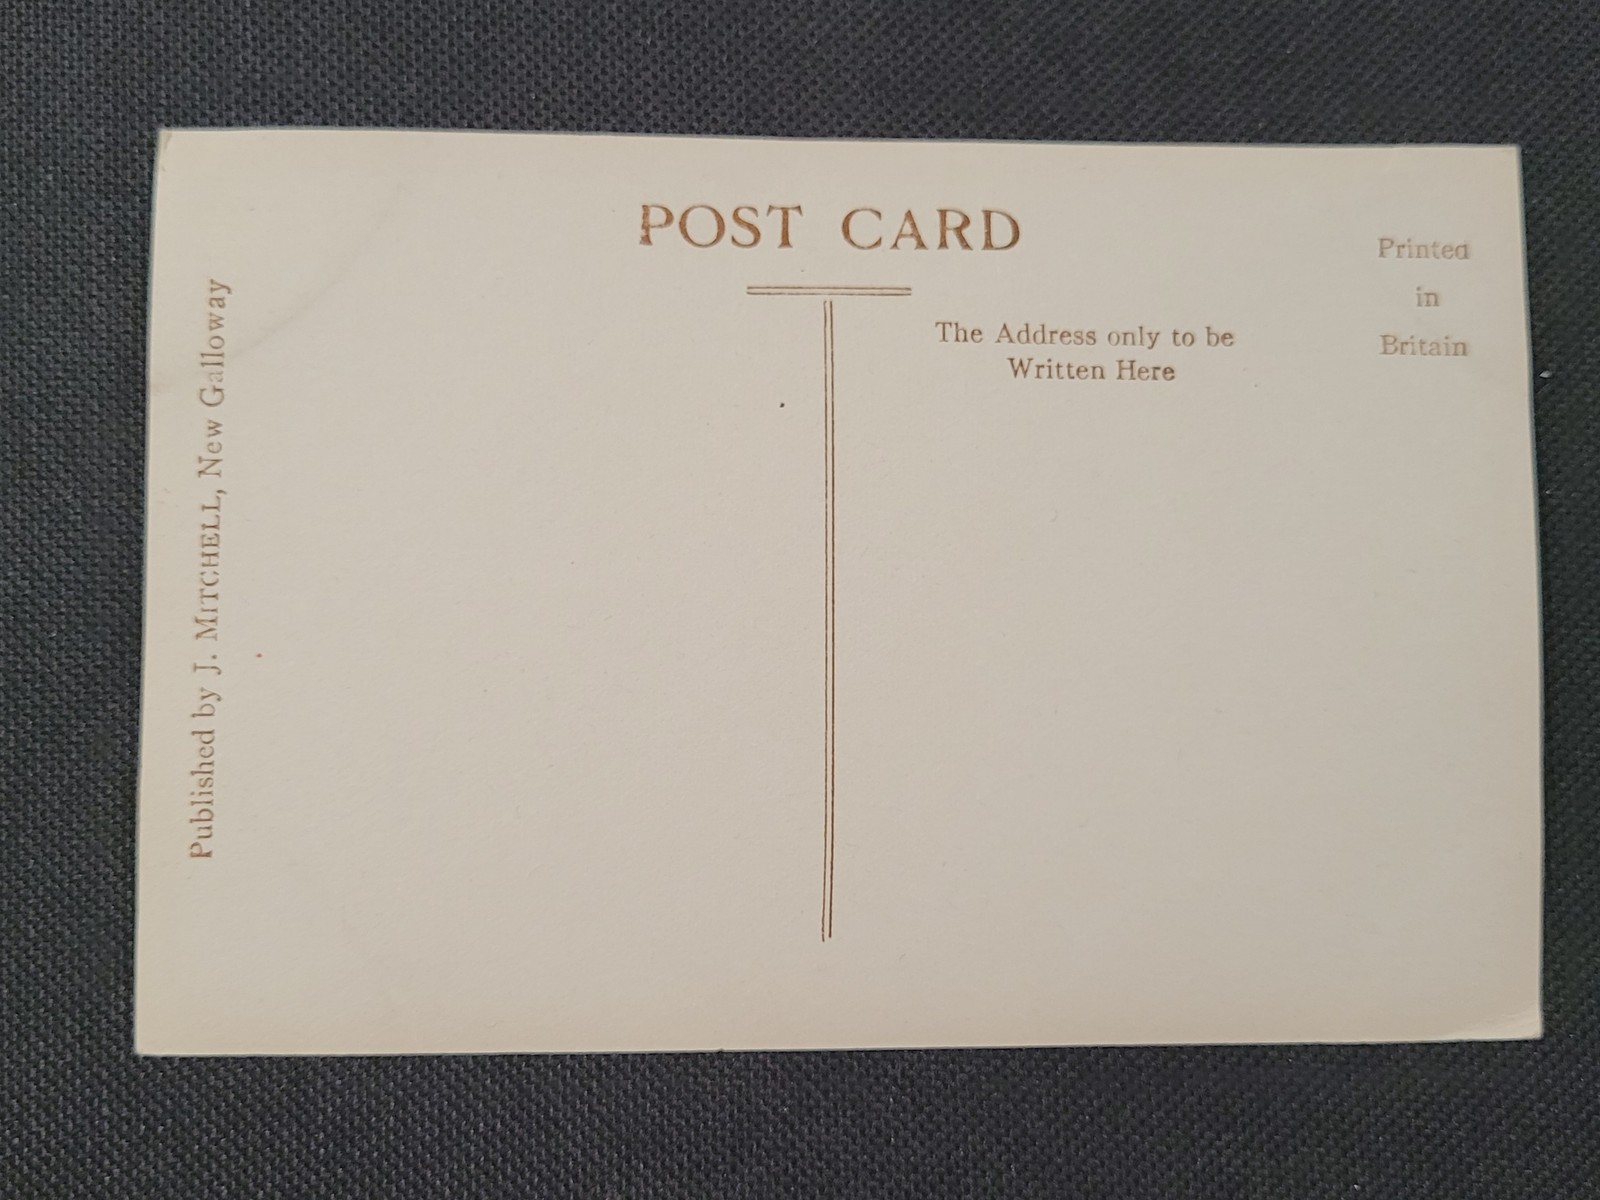 POST CARD
Printed
in
Britain
The Address only to be
Written Here
Published by J. MITCHELL, New Galloway